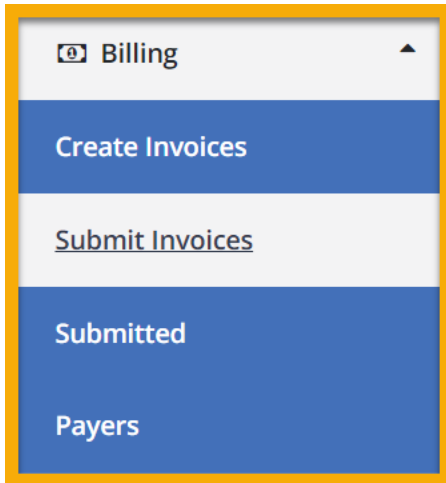 Billing
Create Invoices
Submit Invoices
Submitted
Payers